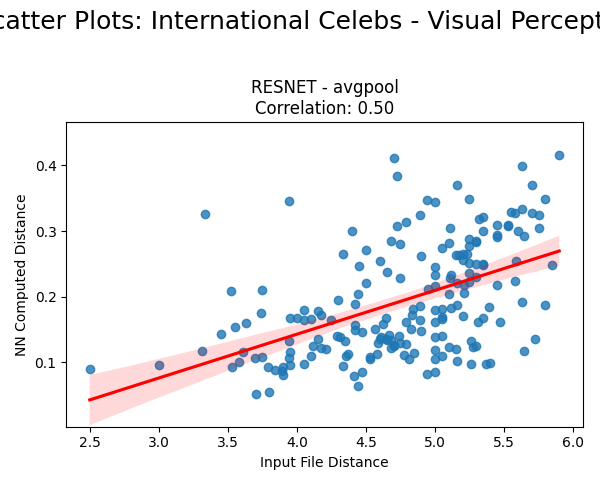 catter Plots: International Celebs - Visual Percept
RESNET - avgpool
Correlation: 0.50
NN Computed Distance
0.4
0.3
0.2
0.1
2.5 3.0 3.5 4.0 4.5 5.0 5.5 6.0
Input File Distance